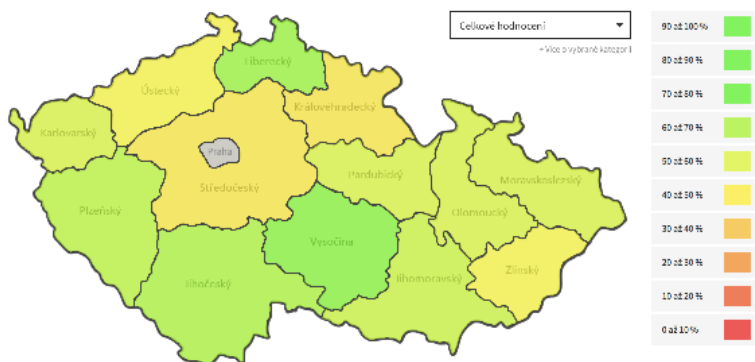 Celkové hodnocení
+ Více o vybrané kategorii
90 až 100 %
80 až 90 %
70 až 80 %
60 až 70 %
50 až 60 %
40 až 50 %
30 až 40 %
20 až 30 %
10 až 20 %
0 až 10 %
Liberecký
Ústecký
Královéhradecký
Karlovarský
Praha
Středočeský
Pardubický
Moravskoslezský
Plzeňský
Olomoucký
Vysočina
Jihočeský
Jihomoravský
Zlínský